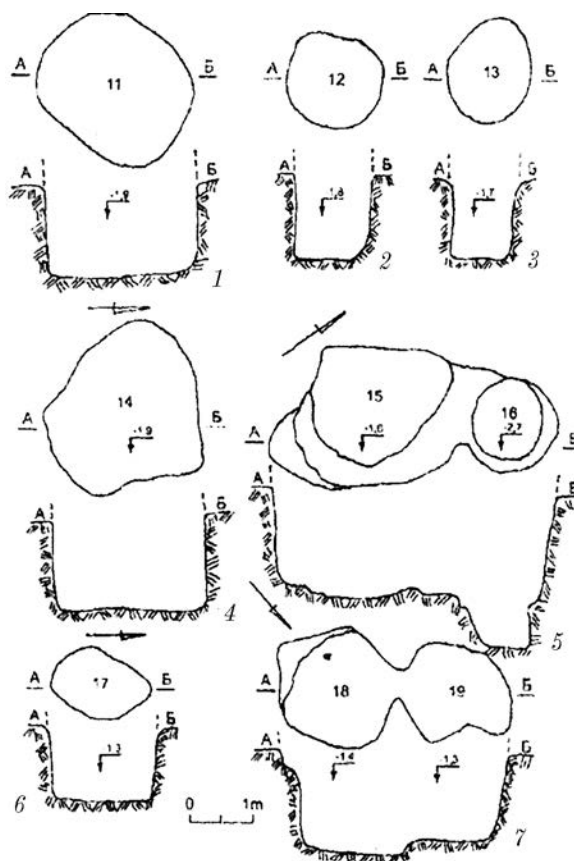 А 11 Б
А Б
-1,9
1
А 12 Б
А Б
1,8
2
А 13 Б
А Б
-1,7
3
А 14 Б
-1,9
А Б
4
А 15 16 Б
-1,6 -2,2
А Б
5
А 17 Б
А Б
1,3
6
0 1m
А 18 19 Б
А Б
-1,4 -1,3
7